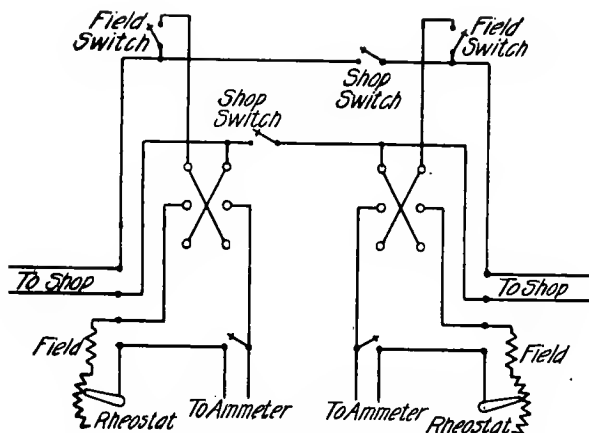 Field
Switch
Field
Switch
Shop
Switch
Shop
Switch
To Shop
To Shop
Field
Field
Rheostat
To Ammeter
To Ammeter
Rheostat